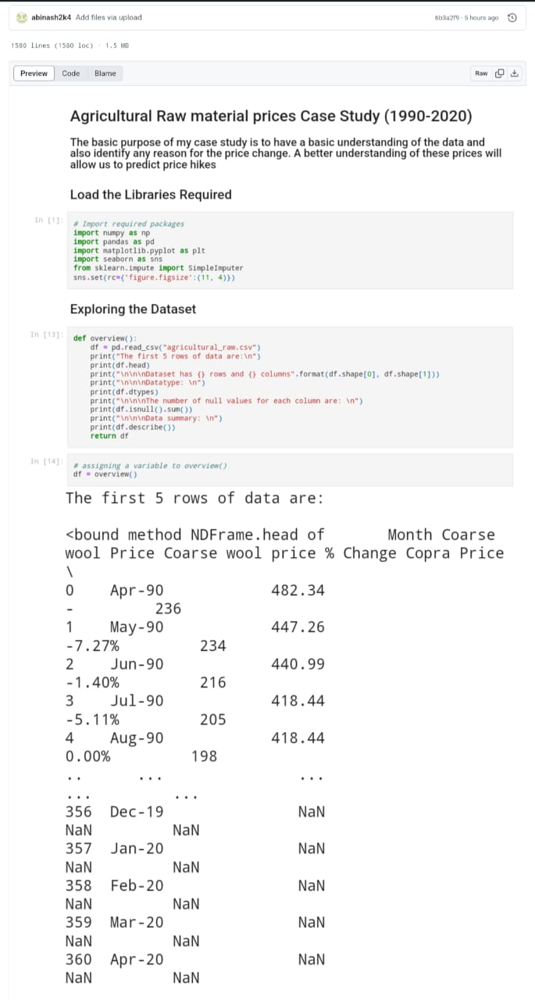 abinash2k4 Add files via upload
6b3a2f9 · 5 hours ago
1580 lines (1580 loc) · 1.5 MB
Preview Code Blame
Raw
Agricultural Raw material prices Case Study (1990-2020)
The basic purpose of my case study is to have a basic understanding of the data and
also identify any reason for the price change. A better understanding of these prices will
allow us to predict price hikes
Load the Libraries Required
In [1]:
# Import required packages
import numpy as np
import pandas as pd
import matplotlib.pyplot as plt
import seaborn as sns
from sklearn.impute import SimpleImputer
sns.set(rc={'figure.figsize':(11, 4)})
Exploring the Dataset
In [13]:
def overview():
    df = pd.read_csv("agricultural_raw.csv")
    print("The first 5 rows of data are:\n")
    print(df.head)
    print("\n\n\nDataset has {} rows and {} columns".format(df.shape[0], df.shape[1]))
    print("\n\n\nDatatype: \n")
    print(df.dtypes)
    print("\n\n\nThe number of null values for each column are: \n")
    print(df.isnull().sum())
    print("\n\n\nData summary: \n")
    print(df.describe())
    return df
In [14]:
# assigning a variable to overview()
df = overview()
The first 5 rows of data are:
<bound method NDFrame.head of       Month Coarse
wool Price Coarse wool price % Change Copra Price
\
0    Apr-90            482.34
-         236
1    May-90            447.26
-7.27%         234
2    Jun-90            440.99
-1.40%         216
3    Jul-90            418.44
-5.11%         205
4    Aug-90            418.44
0.00%         198
..      ...               ...
...         ...
356  Dec-19               NaN
NaN         NaN
357  Jan-20               NaN
NaN         NaN
358  Feb-20               NaN
NaN         NaN
359  Mar-20               NaN
NaN         NaN
360  Apr-20               NaN
NaN         NaN